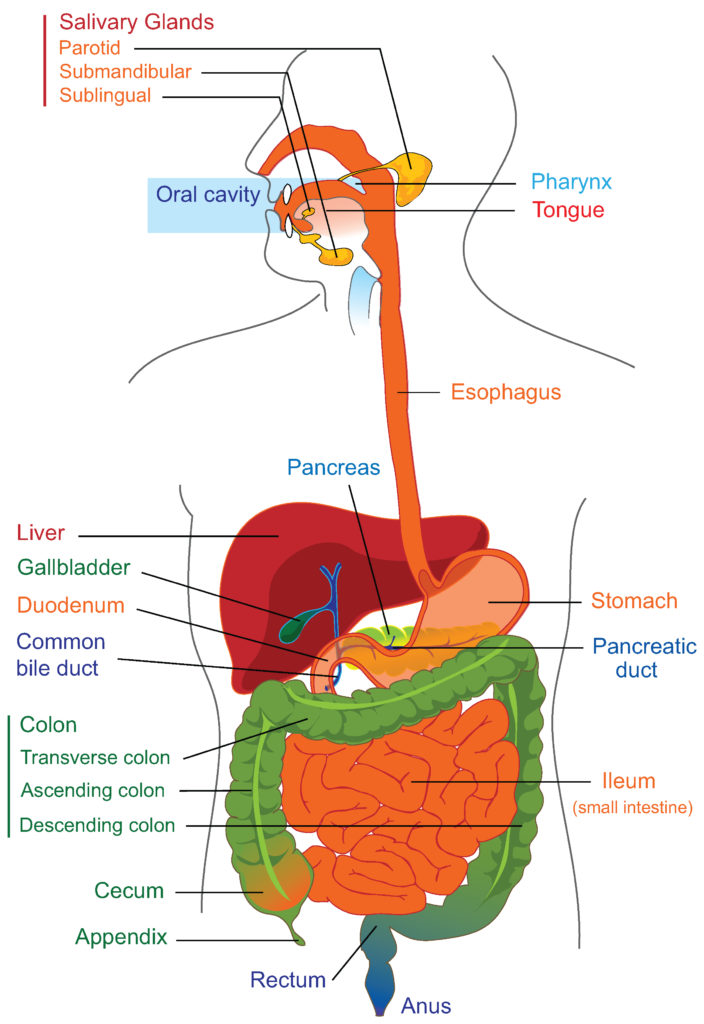 Salivary Glands
Parotid
Submandibular
Sublingual
Oral cavity
Pharynx
Tongue
Esophagus
Pancreas
Liver
Gallbladder
Duodenum
Common
bile duct
Stomach
Pancreatic
duct
Colon
Transverse colon
Ascending colon
Descending colon
Ileum
(small intestine)
Cecum
Appendix
Rectum
Anus